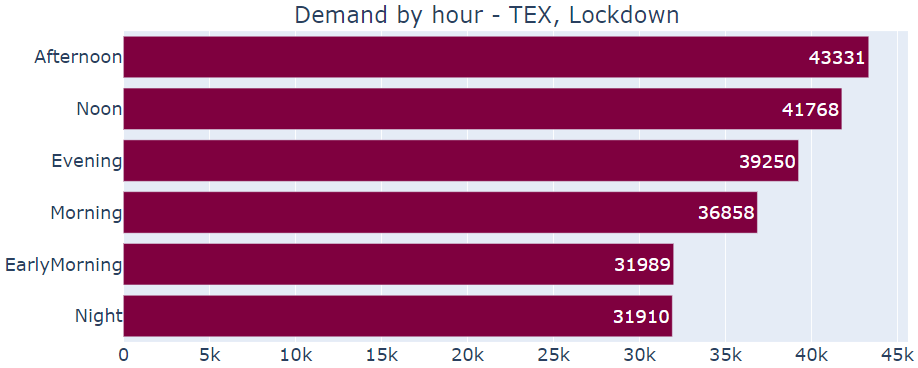 Demand by hour - TEX, Lockdown
Afternoon 43331
Noon 41768
Evening 39250
Morning 36858
EarlyMorning 31989
Night 31910
0 5k 10k 15k 20k 25k 30k 35k 40k 45k